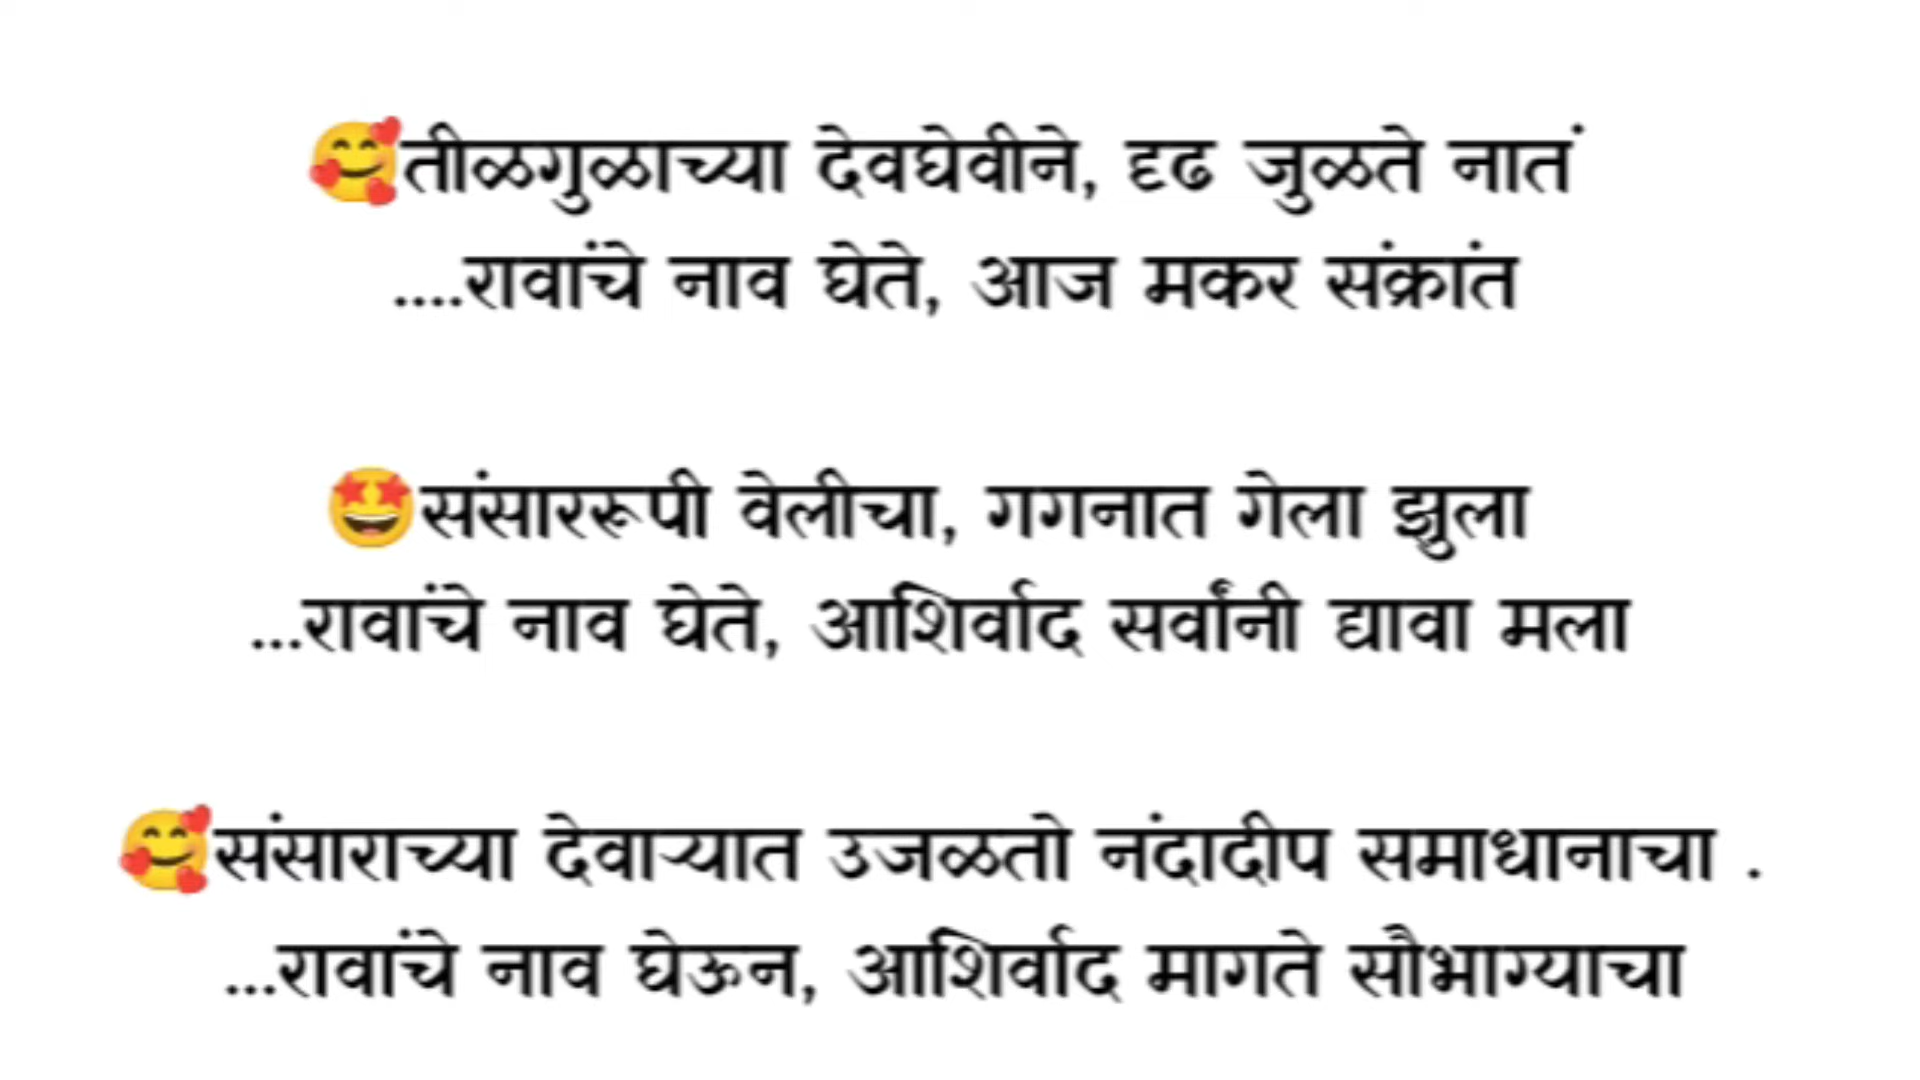 🥰तीळगुळाच्या देवघेवीने, दृढ जुळते नातं
....रावांचे नाव घेते, आज मकर संक्रांत
🤩संसाररूपी वेलीचा, गगनात गेला झुला
...रावांचे नाव घेते, आशिर्वाद सर्वांनी द्यावा मला
🥰संसाराच्या देवाऱ्यात उजळतो नंदादीप समाधानाचा .
...रावांचे नाव घेऊन, आशिर्वाद मागते सौभाग्याचा